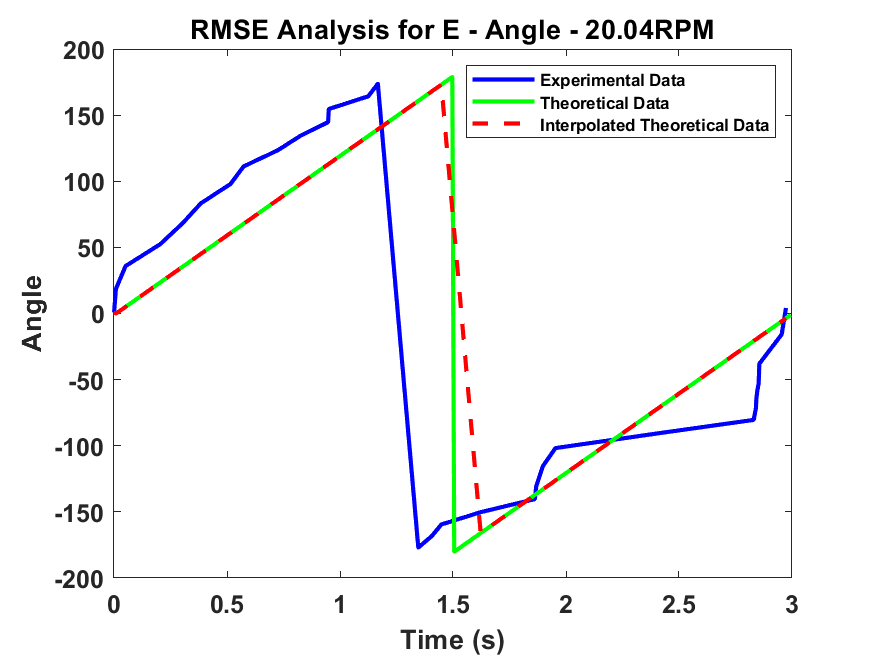 RMSE Analysis for E - Angle - 20.04RPM
Experimental Data
Theoretical Data
Interpolated Theoretical Data
200
150
100
50
0
-50
-100
-150
-200
Angle
0 0.5 1 1.5 2 2.5 3
Time (s)